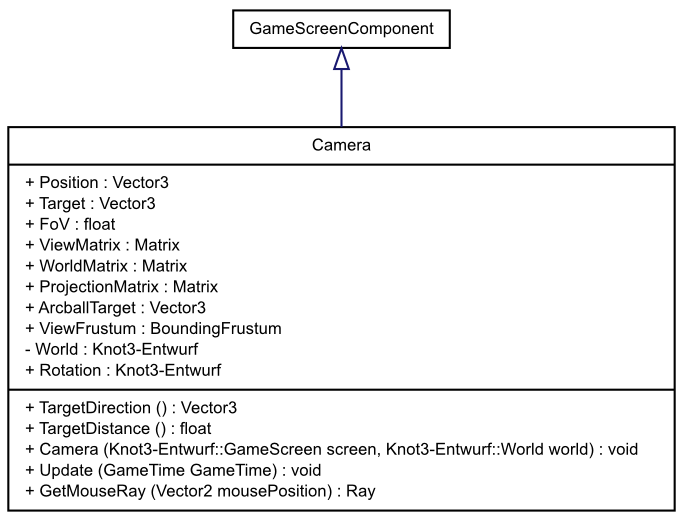 GameScreenComponent
Camera
+ Position : Vector3
+ Target : Vector3
+ FoV : float
+ ViewMatrix : Matrix
+ WorldMatrix : Matrix
+ ProjectionMatrix : Matrix
+ ArcballTarget : Vector3
+ ViewFrustum : BoundingFrustum
- World : Knot3-Entwurf
+ Rotation : Knot3-Entwurf
+ TargetDirection () : Vector3
+ TargetDistance () : float
+ Camera (Knot3-Entwurf::GameScreen screen, Knot3-Entwurf::World world) : void
+ Update (GameTime GameTime) : void
+ GetMouseRay (Vector2 mousePosition) : Ray